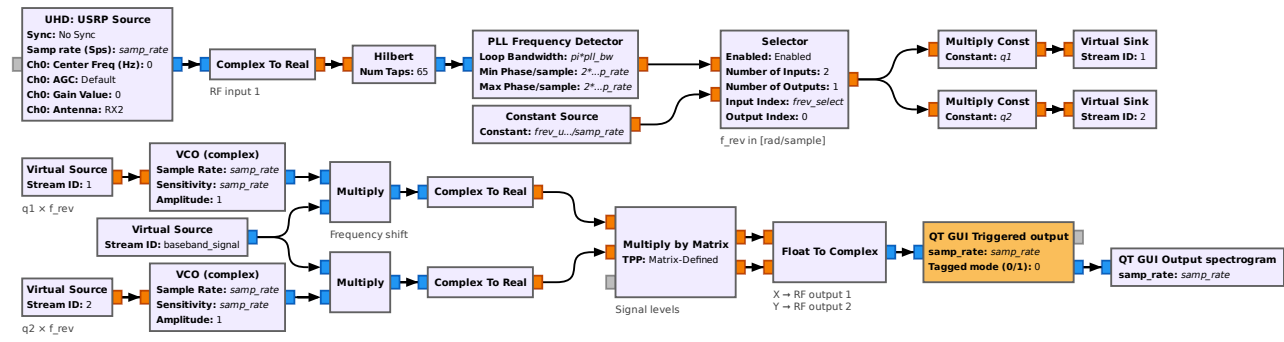 UHD: USRP Source
Sync: No Sync
Samp rate (Sps): samp_rate
Ch0: Center Freq (Hz): 0
Ch0: AGC: Default
Ch0: Gain Value: 0
Ch0: Antenna: RX2
Complex To Real
RF input 1
Hilbert
Num Taps: 65
PLL Frequency Detector
Loop Bandwidth: pi*pll_bw
Min Phase/sample: 2*...p_rate
Max Phase/sample: 2*...p_rate
Constant Source
Constant: frev_u.../samp_rate
Selector
Enabled: Enabled
Number of Inputs: 2
Number of Outputs: 1
Input Index: frev_select
Output Index: 0
f_rev in [rad/sample]
Multiply Const
Constant: q1
Virtual Sink
Stream ID: 1
Multiply Const
Constant: q2
Virtual Sink
Stream ID: 2
Virtual Source
Stream ID: 1
q1 × f_rev
VCO (complex)
Sample Rate: samp_rate
Sensitivity: samp_rate
Amplitude: 1
Virtual Source
Stream ID: baseband_signal
Multiply
Frequency shift
Complex To Real
Virtual Source
Stream ID: 2
q2 × f_rev
VCO (complex)
Sample Rate: samp_rate
Sensitivity: samp_rate
Amplitude: 1
Multiply
Complex To Real
Multiply by Matrix
TPP: Matrix-Defined
Signal levels
Float To Complex
X → RF output 1
Y → RF output 2
QT GUI Triggered output
samp_rate: samp_rate
Tagged mode (0/1): 0
QT GUI Output spectrogram
samp_rate: samp_rate